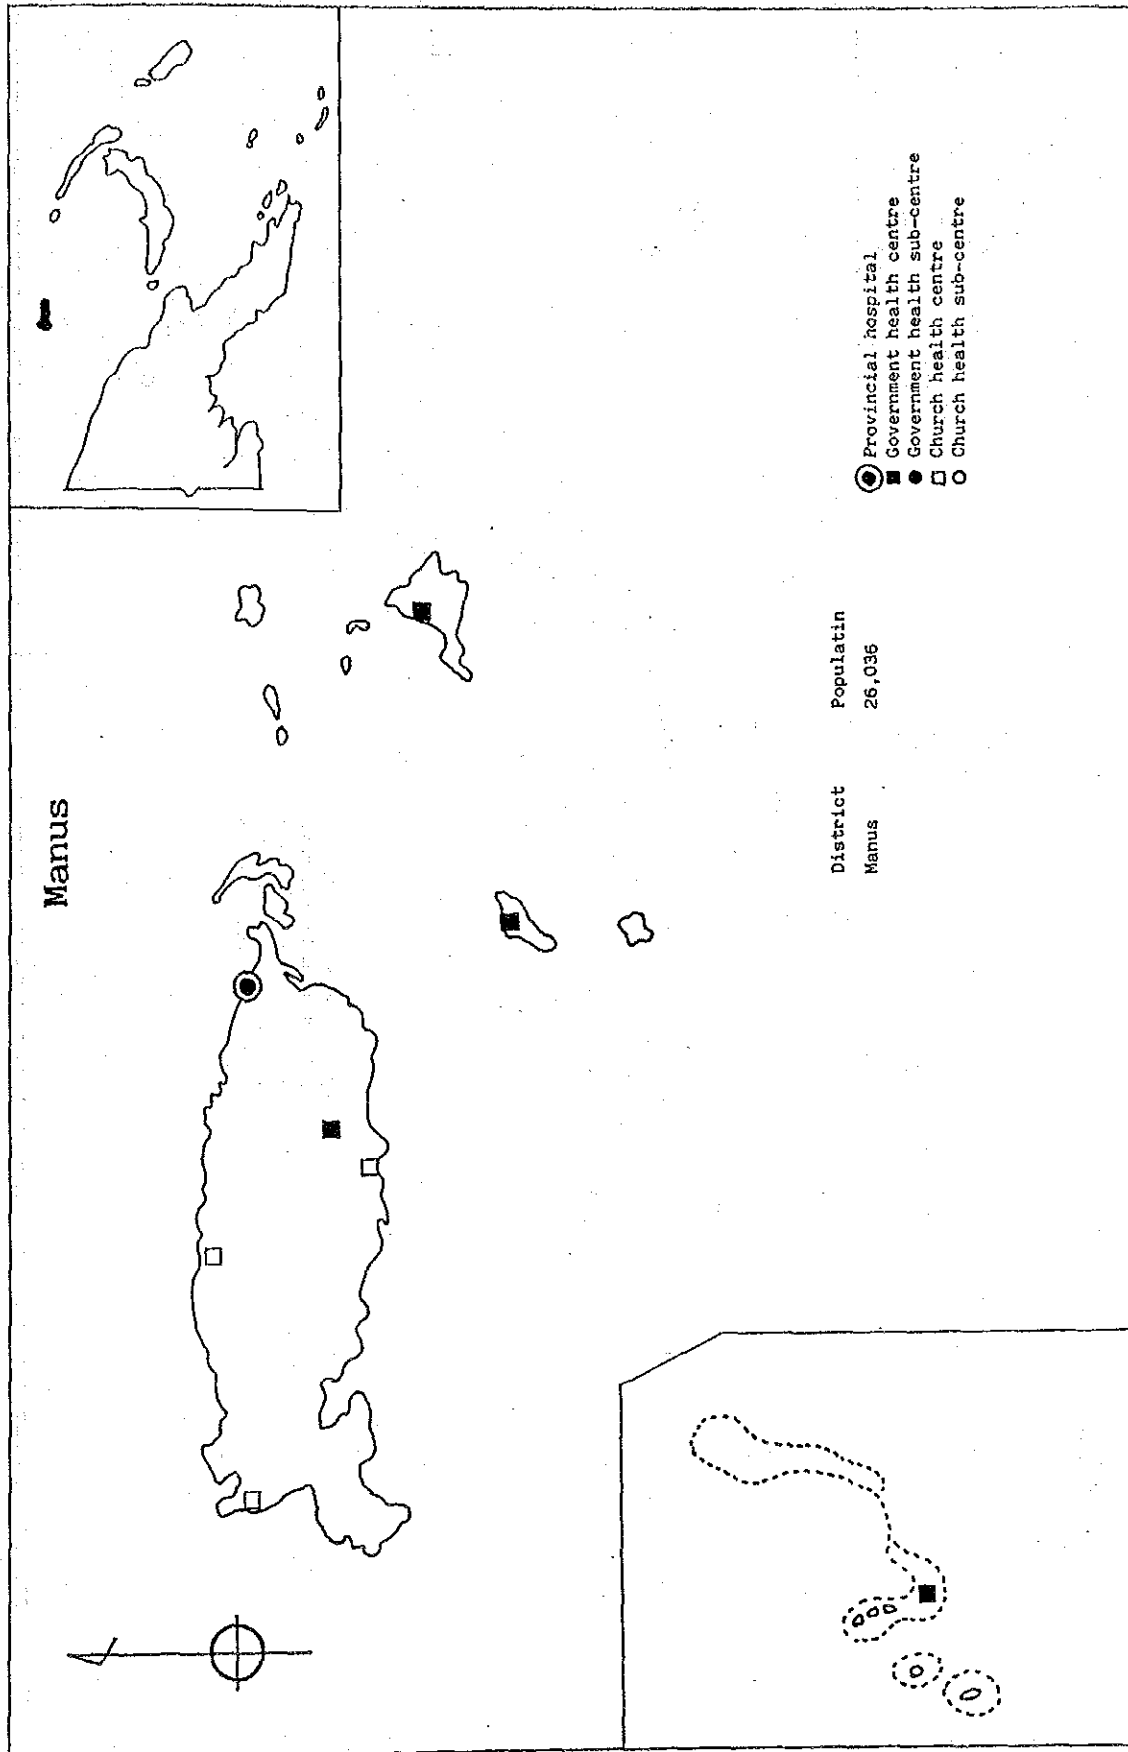 Manus
Provincial hospital
Government health centre
Government health sub-centre
Church health centre
Church health sub-centre
District Populatin
Manus 26,036